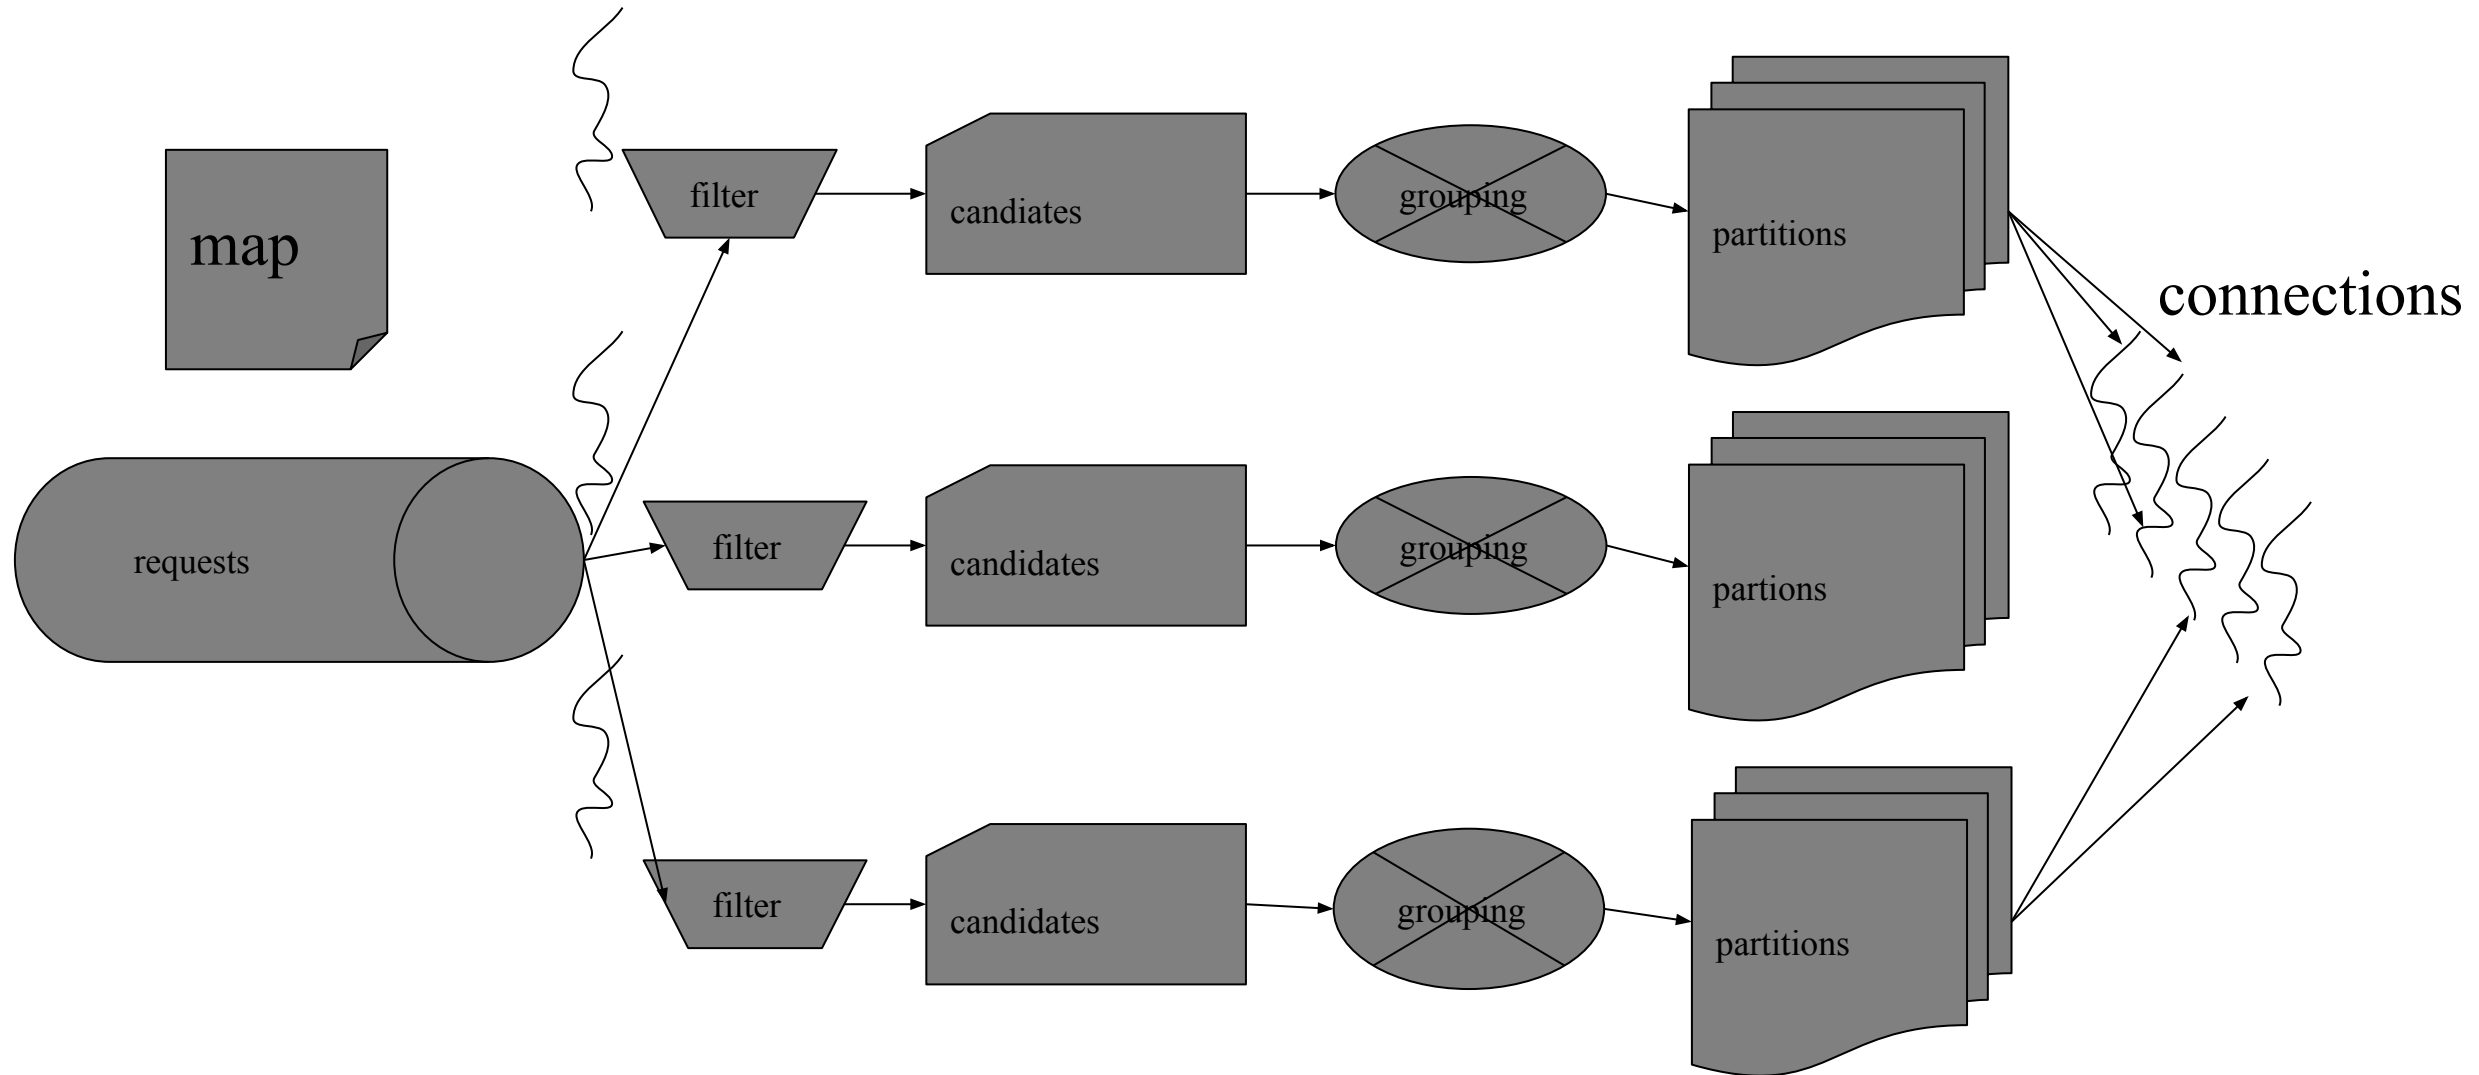 map
filter
candiates
grouping
partitions
connections
requests
filter
candidates
grouping
partions
filter
candidates
grouping
partitions